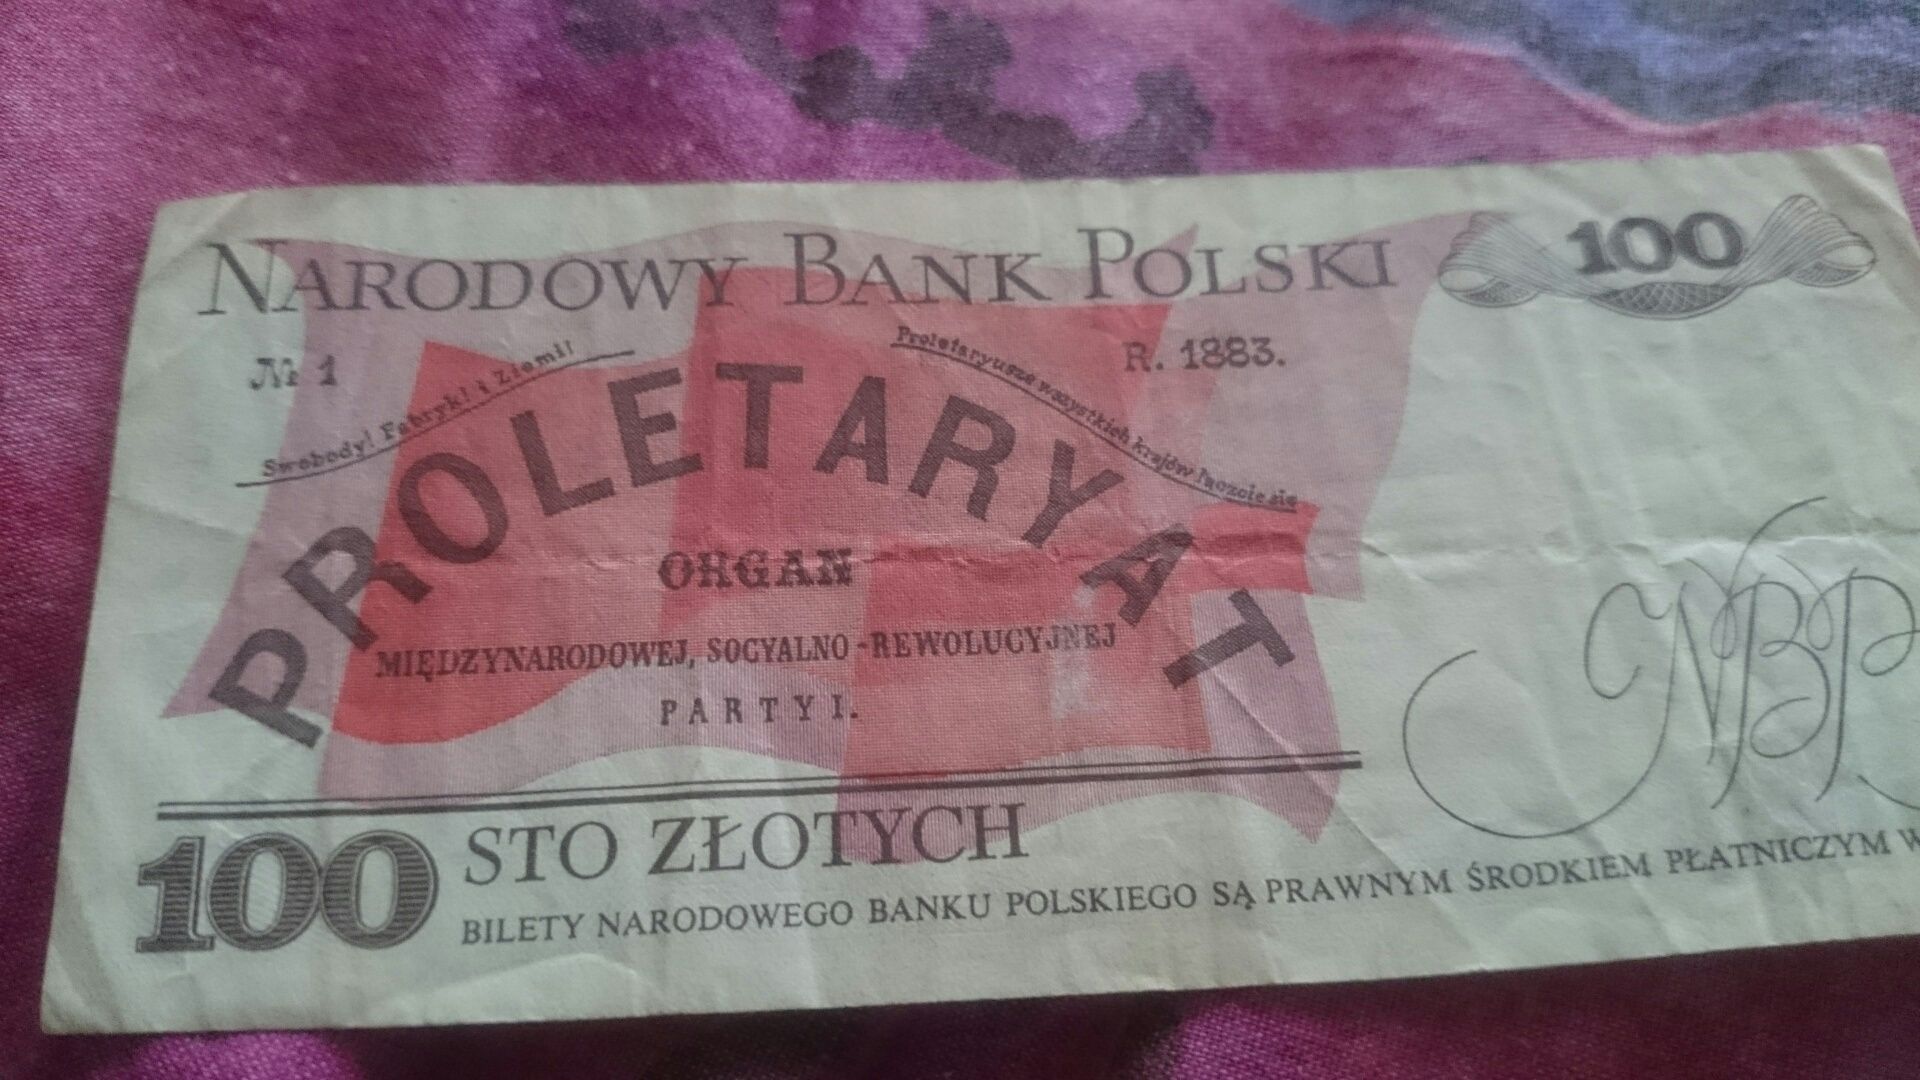 NARODOWY BANK POLSKI
100
№ 1
Swobody! Fabryk! i Ziemi!
Proletaryusze wszystkich krajów łączcie się
R. 1883.
PROLETARYAT
ORGAN
MIĘDZYNARODOWEJ, SOCYALNO-REWOLUCYJNEJ
PARTYI.
NBP
100 STO ZŁOTYCH
BILETY NARODOWEGO BANKU POLSKIEGO SĄ PRAWNYM ŚRODKIEM PŁATNICZYM W